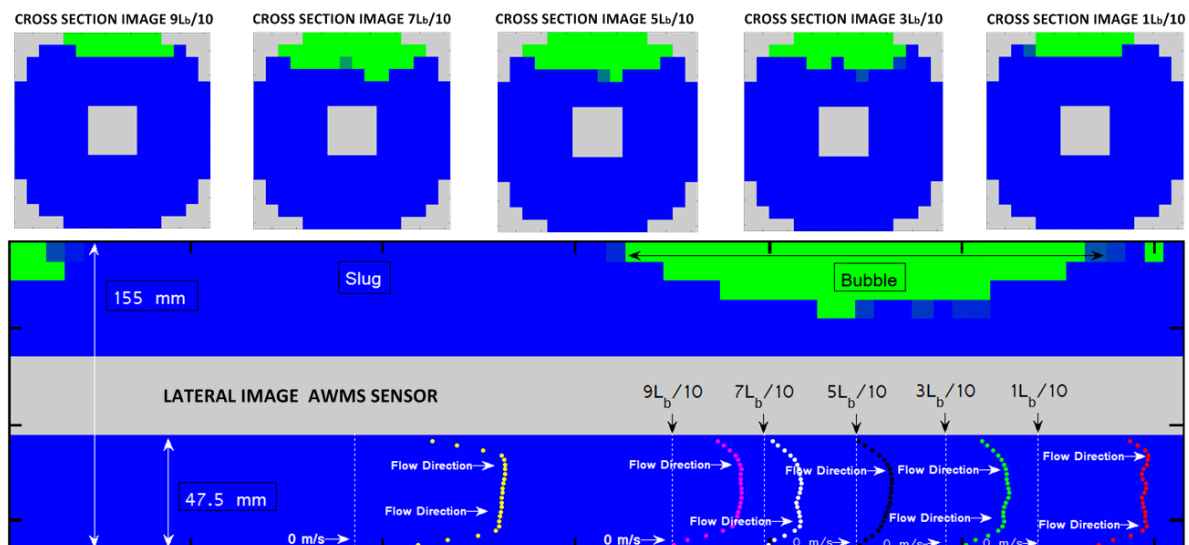 CROSS SECTION IMAGE 9Lb/10
CROSS SECTION IMAGE 7Lb/10
CROSS SECTION IMAGE 5Lb/10
CROSS SECTION IMAGE 3Lb/10
CROSS SECTION IMAGE 1Lb/10
155 mm
Slug
Bubble
LATERAL IMAGE AWMS SENSOR
9Lb/10
7Lb/10
5Lb/10
3Lb/10
1Lb/10
47.5 mm
Flow Direction
Flow Direction
Flow Direction
Flow Direction
Flow Direction
Flow Direction
Flow Direction
Flow Direction
Flow Direction
Flow Direction
0 m/s
0 m/s
0 m/s
0 m/s
0 m/s